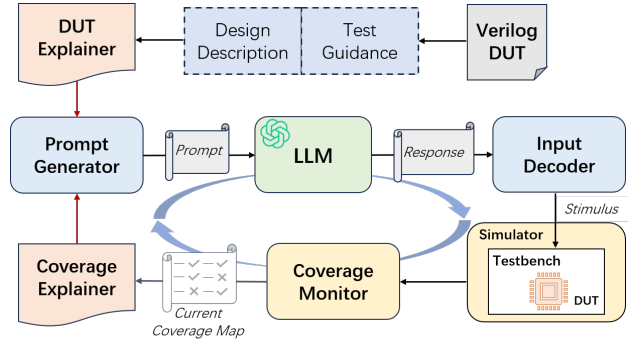 DUT
Explainer
Design
Description
Test
Guidance
Verilog
DUT
Prompt
Generator
Prompt
LLM
Response
Input
Decoder
Stimulus
Simulator
Testbench
DUT
Coverage
Monitor
Coverage
Explainer
Current
Coverage Map